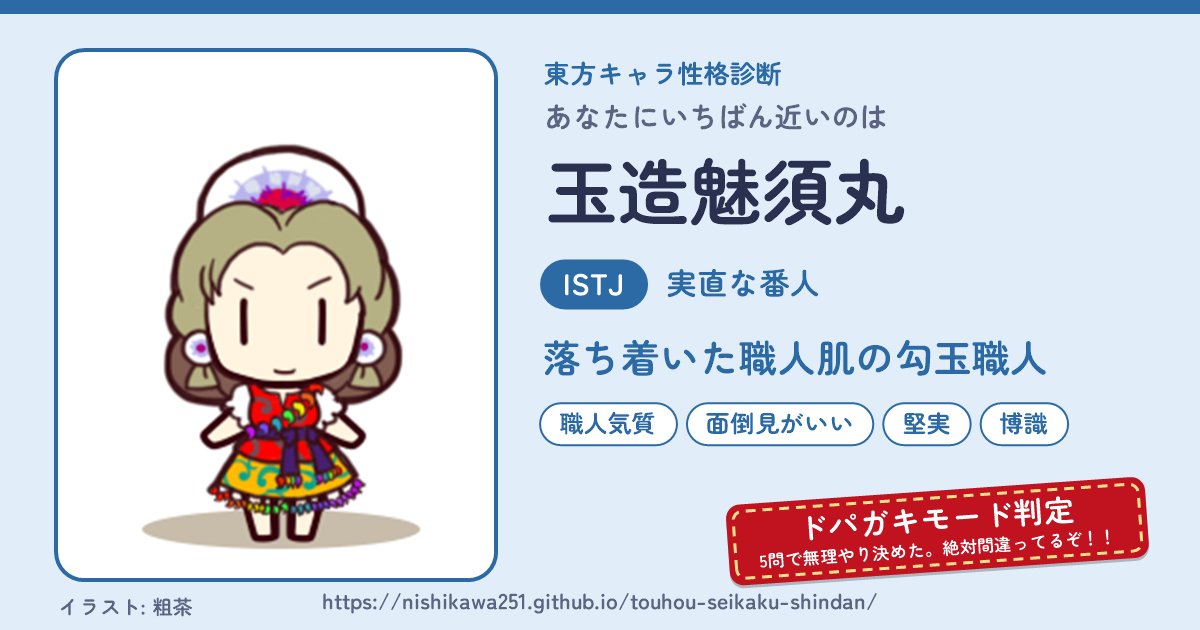 東方キャラ性格診断
あなたにいちばん近いのは
玉造魅須丸
ISTJ 実直な番人
落ち着いた職人肌の勾玉職人
職人気質 面倒見がいい 堅実 博識
ドパガキモード判定
5問で無理やり決めた。絶対間違ってるぞ！！
イラスト: 粗茶
https://nishikawa251.github.io/touhou-seikaku-shindan/